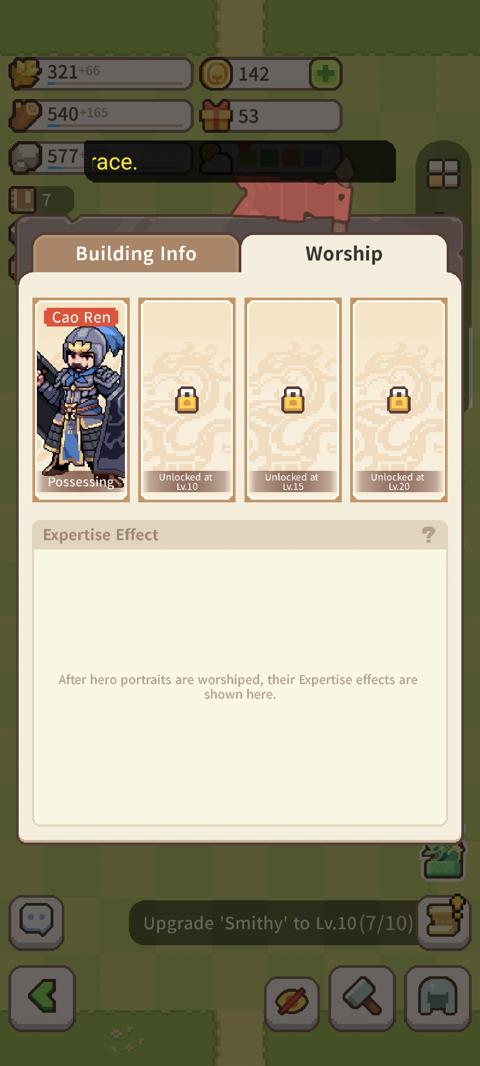 321+66
142
540+165
53
577+
race.
7
Building Info
Worship
Cao Ren
Possessing
Unlocked at
Lv.10
Unlocked at
Lv.15
Unlocked at
Lv.20
Expertise Effect
?
After hero portraits are worshiped, their Expertise effects are
shown here.
Upgrade 'Smithy' to Lv.10(7/10)